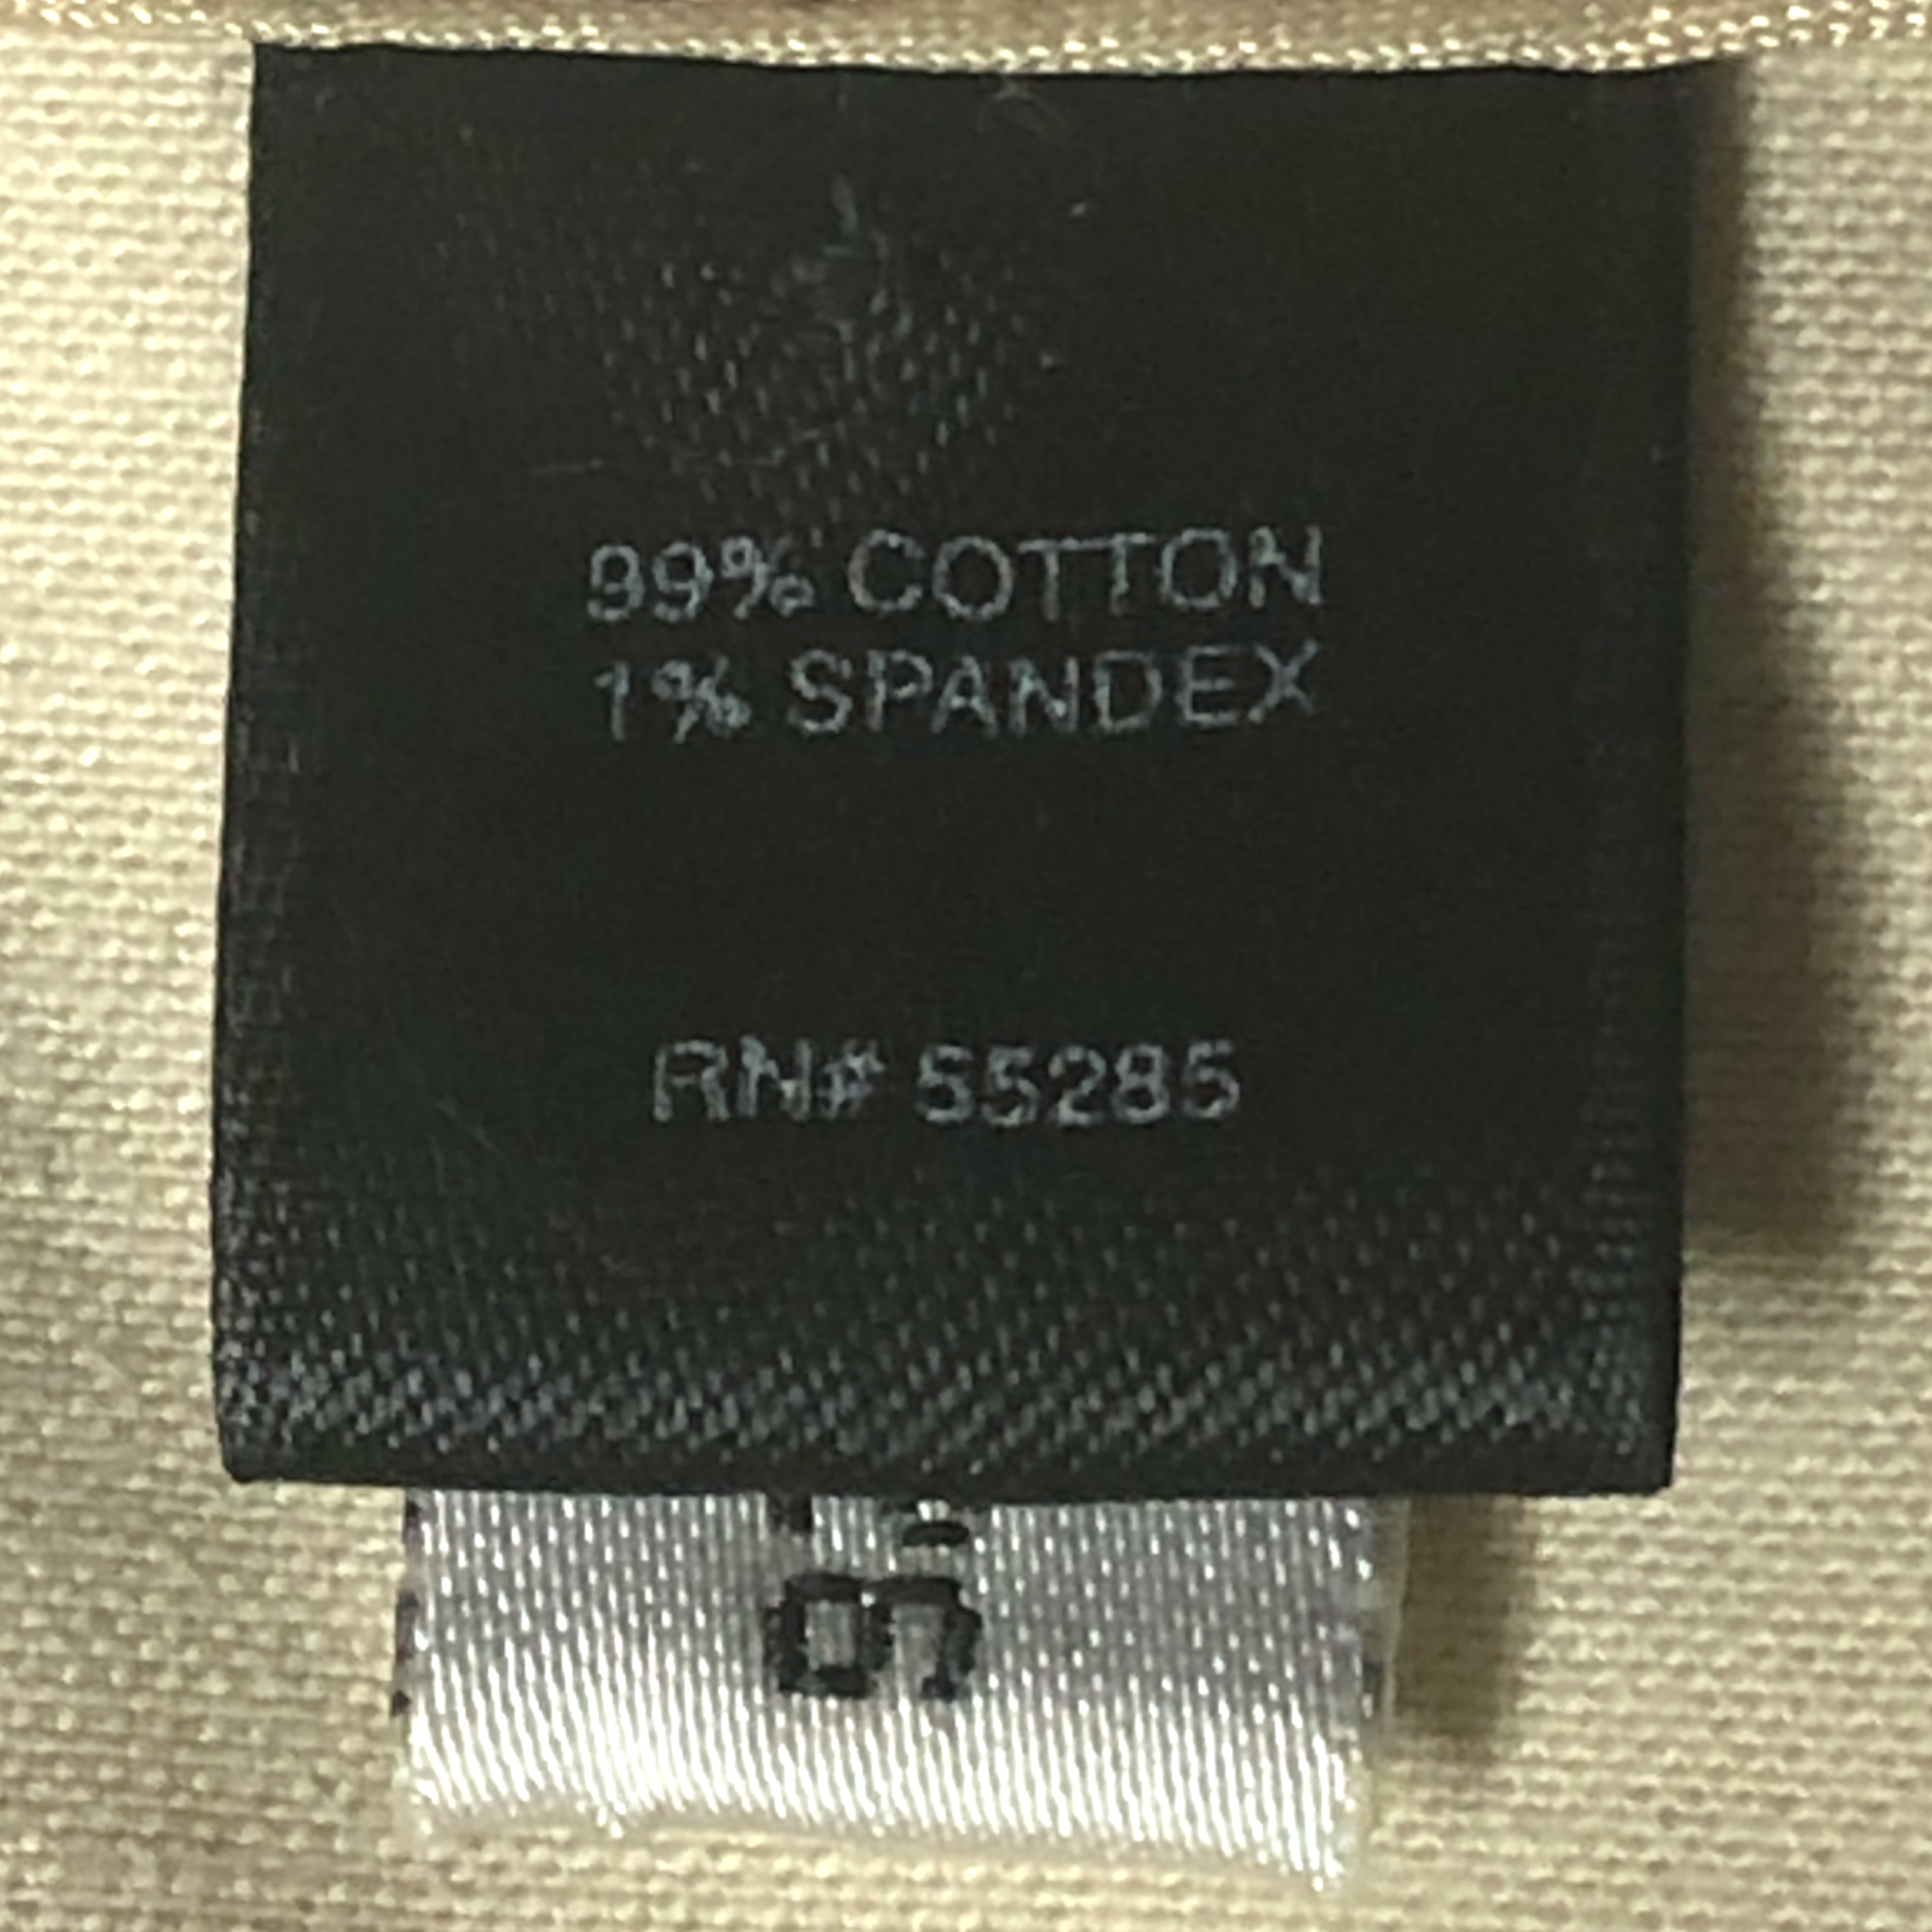 99% COTTON
1% SPANDEX
RN# 55285